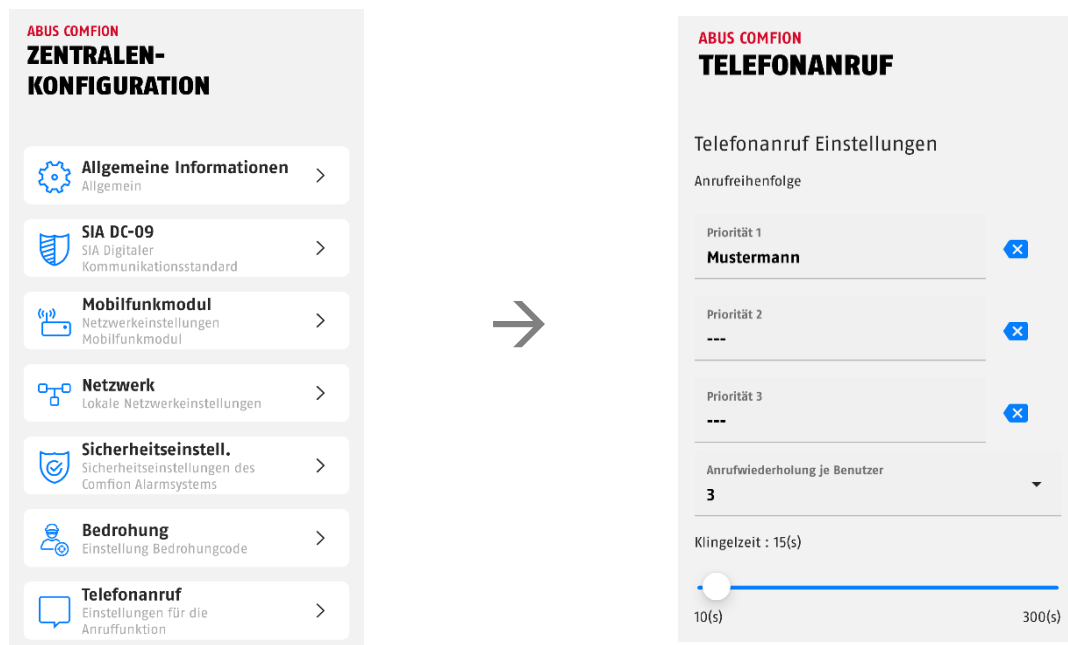 ABUS COMFION
ZENTRALEN-
KONFIGURATION
Allgemeine Informationen
Allgemein
SIA DC-09
SIA Digitaler
Kommunikationsstandard
Mobilfunkmodul
Netzwerkeinstellungen
Mobilfunkmodul
Netzwerk
Lokale Netzwerkeinstellungen
Sicherheitseinstell.
Sicherheitseinstellungen des
Comfion Alarmsystems
Bedrohung
Einstellung Bedrohungcode
Telefonanruf
Einstellungen für die
Anruffunktion
ABUS COMFION
TELEFONANRUF
Telefonanruf Einstellungen
Anrufreihenfolge
Priorität 1
Mustermann
Priorität 2
---
Priorität 3
---
Anrufwiederholung je Benutzer
3
Klingelzeit : 15(s)
10(s) 300(s)